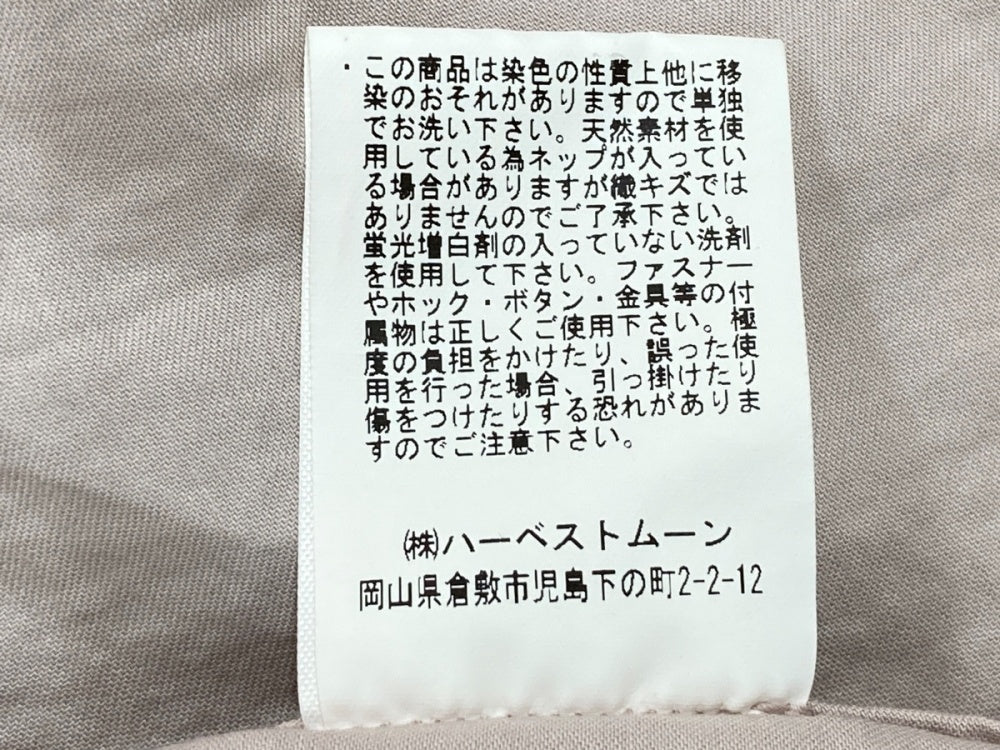 ・この商品は染色の性質上他に移
染のおそれがありますので単独
でお洗い下さい。天然素材を使
用している為ネップが入ってい
る場合がありますが織キズでは
ありませんのでご了承下さい。
蛍光増白剤の入っていない洗剤
を使用して下さい。ファスナー
やホック・ボタン・金具等の付
属物は正しくご使用下さい。極
度の負担をかけたり、誤った使
用を行った場合、引っ掛けたり
傷をつけたりする恐れがありま
すのでご注意下さい。
㈱ハーベストムーン
岡山県倉敷市児島下の町2-2-12